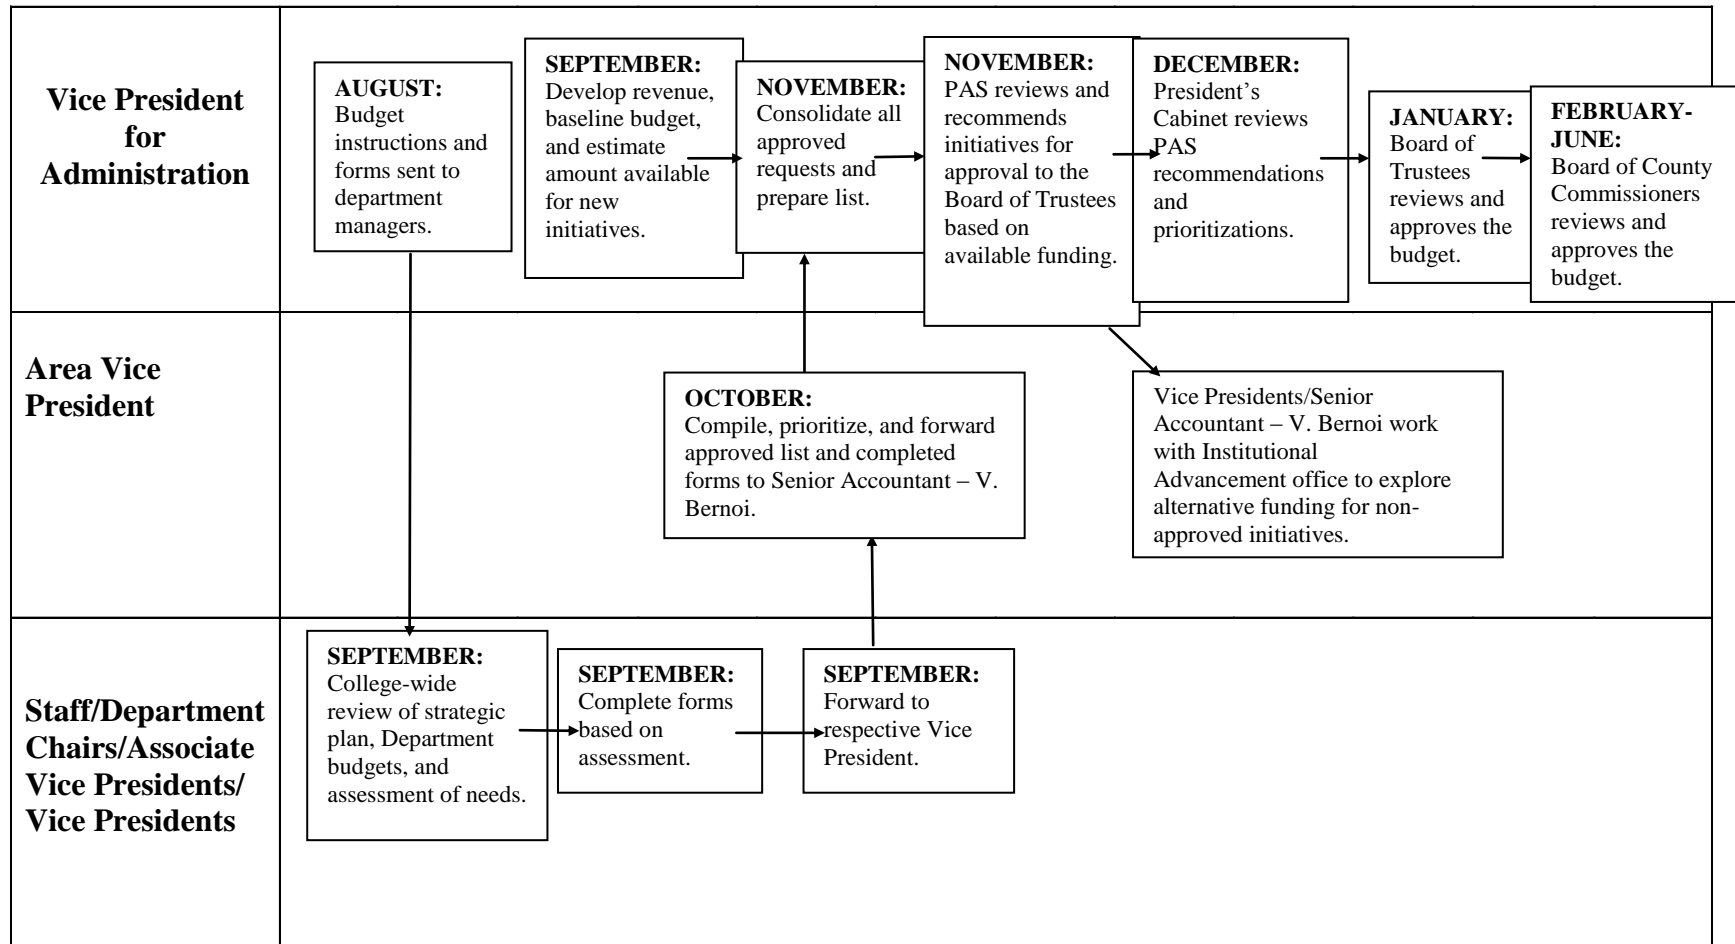 Vice President
for
Administration
AUGUST:
Budget
instructions and
forms sent to
department
managers.
SEPTEMBER:
Develop revenue,
baseline budget,
and estimate
amount available
for new
initiatives.
NOVEMBER:
Consolidate all
approved
requests and
prepare list.
NOVEMBER:
PAS reviews and
recommends
initiatives for
approval to the
Board of Trustees
based on
available funding.
DECEMBER:
President’s
Cabinet reviews
PAS
recommendations
and
prioritizations.
JANUARY:
Board of
Trustees
reviews and
approves the
budget.
FEBRUARY-
JUNE:
Board of County
Commissioners
reviews and
approves the
budget.
Area Vice
President
OCTOBER:
Compile, prioritize, and forward
approved list and completed
forms to Senior Accountant – V.
Bernoi.
Vice Presidents/Senior
Accountant – V. Bernoi work
with Institutional
Advancement office to explore
alternative funding for non-
approved initiatives.
Staff/Department
Chairs/Associate
Vice Presidents/
Vice Presidents
SEPTEMBER:
College-wide
review of strategic
plan, Department
budgets, and
assessment of needs.
SEPTEMBER:
Complete forms
based on
assessment.
SEPTEMBER:
Forward to
respective Vice
President.